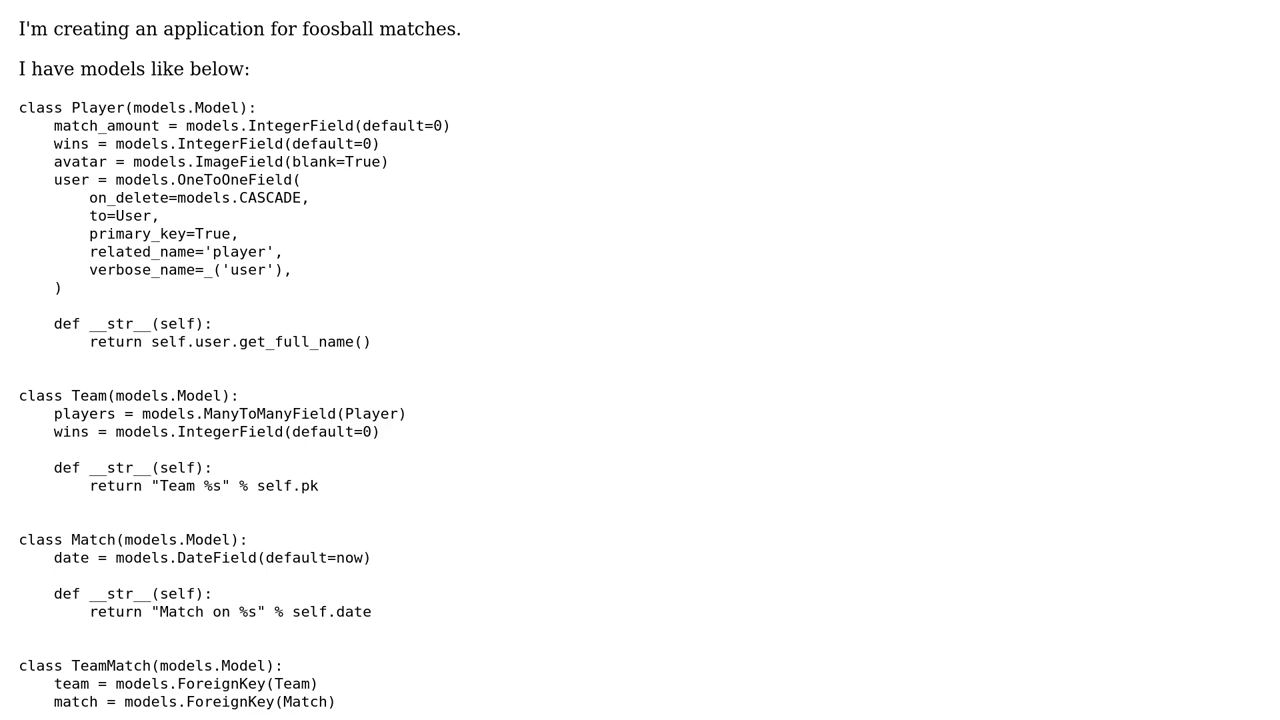 I'm creating an application for foosball matches.
I have models like below:
class Player(models.Model):
    match_amount = models.IntegerField(default=0)
    wins = models.IntegerField(default=0)
    avatar = models.ImageField(blank=True)
    user = models.OneToOneField(
        on_delete=models.CASCADE,
        to=User,
        primary_key=True,
        related_name='player',
        verbose_name=_('user'),
    )

    def __str__(self):
        return self.user.get_full_name()


class Team(models.Model):
    players = models.ManyToManyField(Player)
    wins = models.IntegerField(default=0)

    def __str__(self):
        return "Team %s" % self.pk


class Match(models.Model):
    date = models.DateField(default=now)

    def __str__(self):
        return "Match on %s" % self.date


class TeamMatch(models.Model):
    team = models.ForeignKey(Team)
    match = models.ForeignKey(Match)